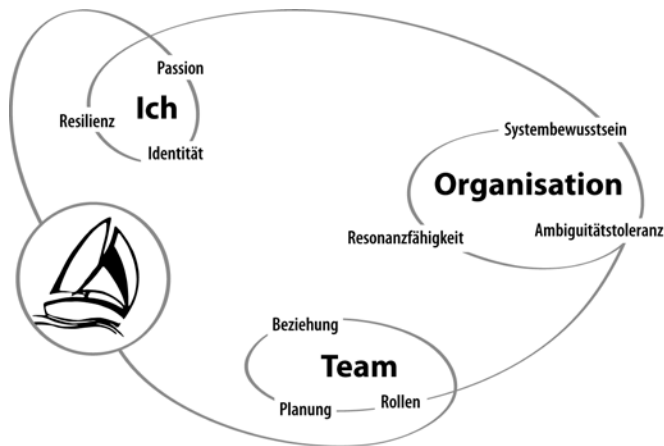 Passion
Ich
Resilienz
Identität
Systembewusstsein
Organisation
Ambiguitätstoleranz
Resonanzfähigkeit
Beziehung
Team
Rollen
Planung